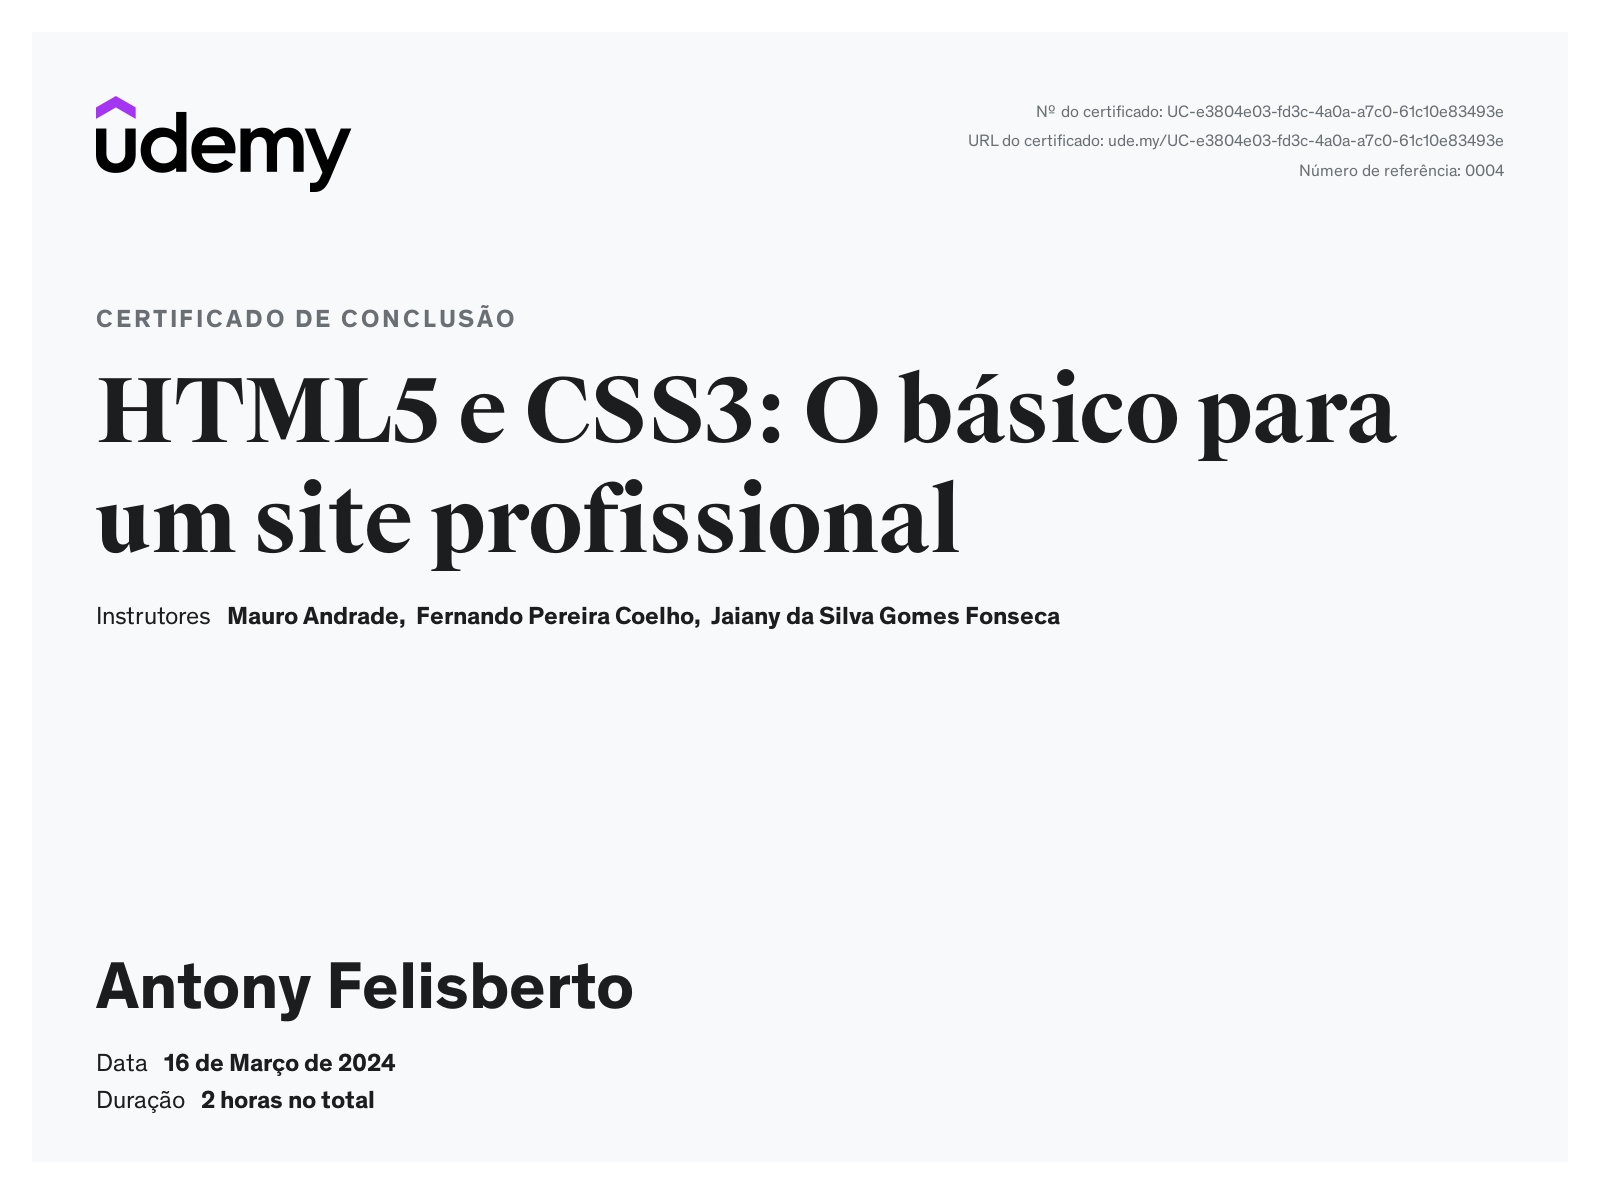 udemy
Nº do certificado: UC-e3804e03-fd3c-4a0a-a7c0-61c10e83493e
URL do certificado: ude.my/UC-e3804e03-fd3c-4a0a-a7c0-61c10e83493e
Número de referência: 0004
CERTIFICADO DE CONCLUSÃO
HTML5 e CSS3: O básico para
um site profissional
Instrutores Mauro Andrade, Fernando Pereira Coelho, Jaiany da Silva Gomes Fonseca
Antony Felisberto
Data 16 de Março de 2024
Duração 2 horas no total